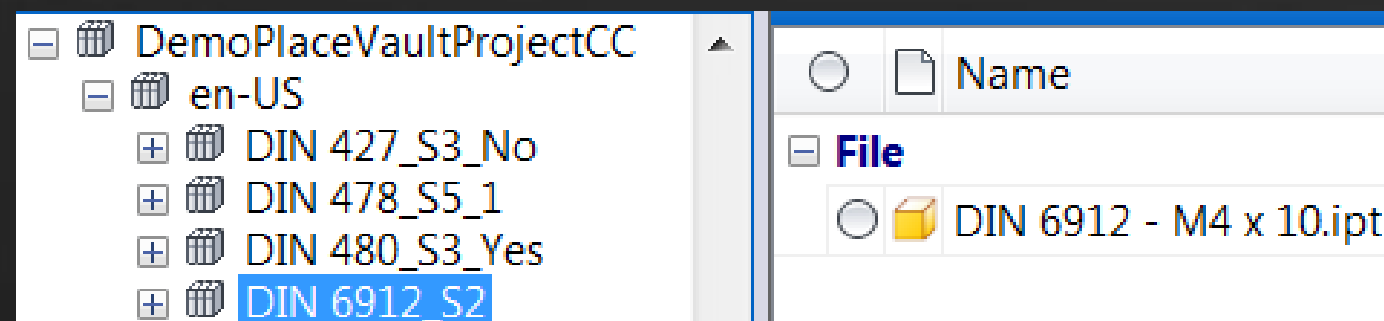 DemoPlaceVaultProjectCC
en-US
DIN 427_S3_No
DIN 478_S5_1
DIN 480_S3_Yes
DIN 6912_S2
Name
File
DIN 6912 - M4 x 10.ipt